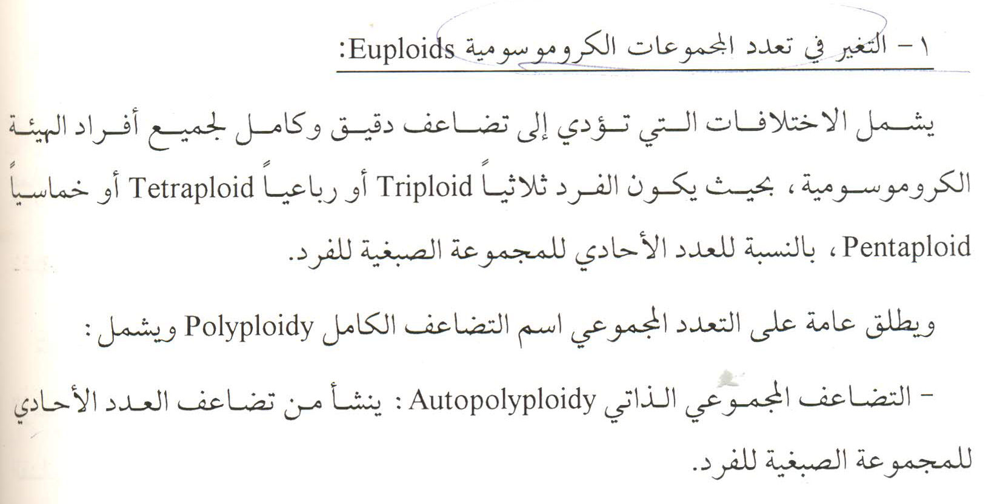 ١- التغير في تعدد المجموعات الكروموسومية Euploids:
يشمل الاختلافات التي تؤدي إلى تضاعف دقيق وكامل لجميع أفراد الهيئة
الكروموسومية، بحيث يكون الفرد ثلاثياً Triploid أو رباعياً Tetraploid أو خماسياً
Pentaploid، بالنسبة للعدد الأحادي للمجموعة الصبغية للفرد.
ويطلق عامة على التعدد المجموعي اسم التضاعف الكامل Polyploidy ويشمل:
- التضاعف المجموعي الذاتي Autopolyploidy: ينشأ من تضاعف العدد الأحادي
للمجموعة الصبغية للفرد.